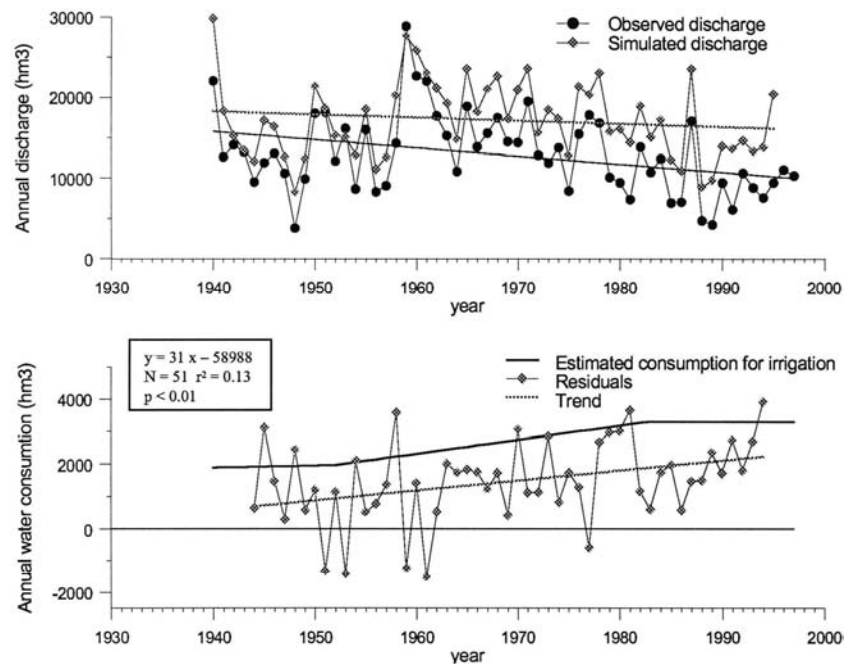 30000
20000
10000
0
Annual discharge (hm3)
Observed discharge
Simulated discharge
1930 1940 1950 1960 1970 1980 1990 2000
year
y = 31 x – 58988
N = 51 r² = 0.13
p < 0.01
Estimated consumption for irrigation
Residuals
Trend
4000
2000
0
-2000
Annual water consumtion (hm3)
1930 1940 1950 1960 1970 1980 1990 2000
year